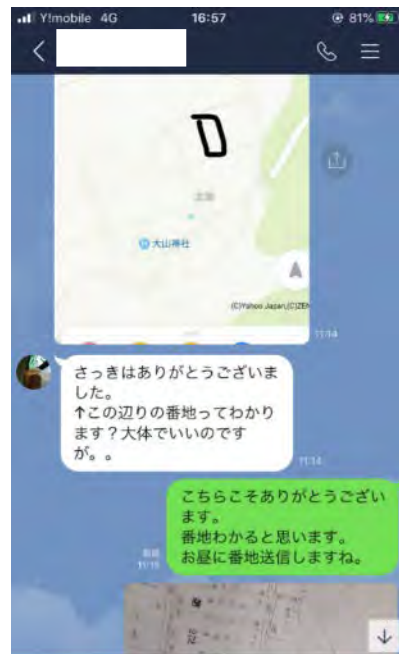 Y!mobile 4G 16:57 81%
大山神社
(C)Yahoo Japan,(C)ZEN
11:14
さっきはありがとうございま
した。
↑この辺りの番地ってわかり
ます？大体でいいのです
が。。
11:14
こちらこそありがとうござい
ます。
番地わかると思います。
お昼に番地送信しますね。
既読
11:15